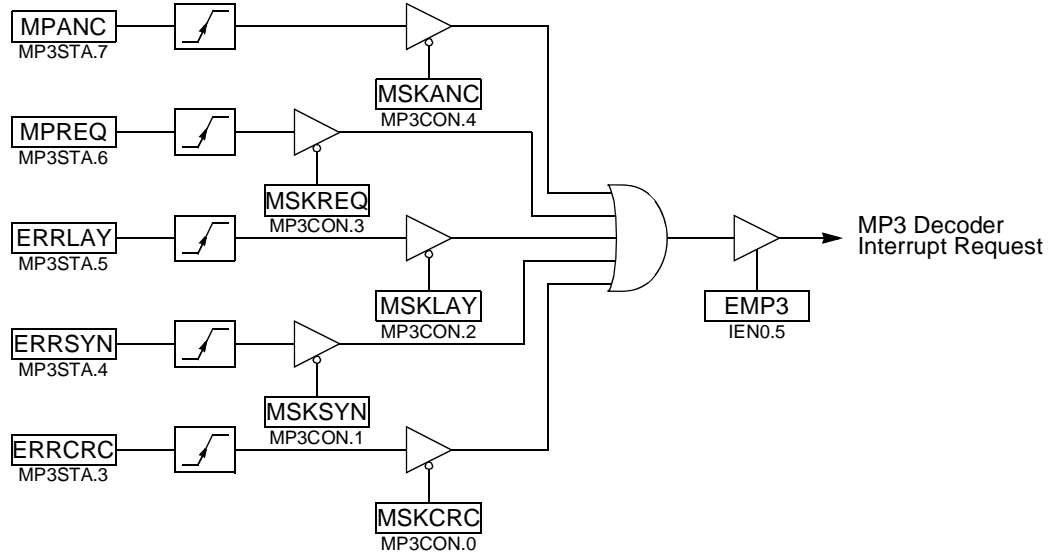 MPANC
MP3STA.7
MSKANC
MP3CON.4
MPREQ
MP3STA.6
MSKREQ
MP3CON.3
ERRLAY
MP3STA.5
MSKLAY
MP3CON.2
ERRSYN
MP3STA.4
MSKSYN
MP3CON.1
ERRCRC
MP3STA.3
MSKCRC
MP3CON.0
EMP3
IEN0.5
MP3 Decoder
Interrupt Request